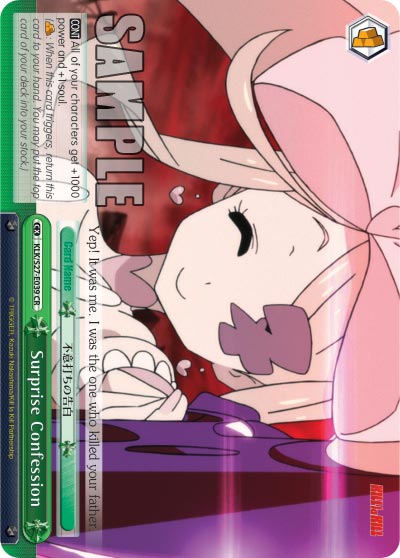 SAMPLE
[CONT] All of your characters get +1000
power and +1 soul.
( : When this card triggers, return this
card to your hand. You may put the top
card of your deck into your stock.)
Yep! It was me. I was the one who killed your father.
Card Name
不意打ちの告白
CR KLK/S27-E039 CR
Surprise Confession
© TRIGGER, Kazuki Nakashima/Kill la Kill Partnership
KILL la KILL